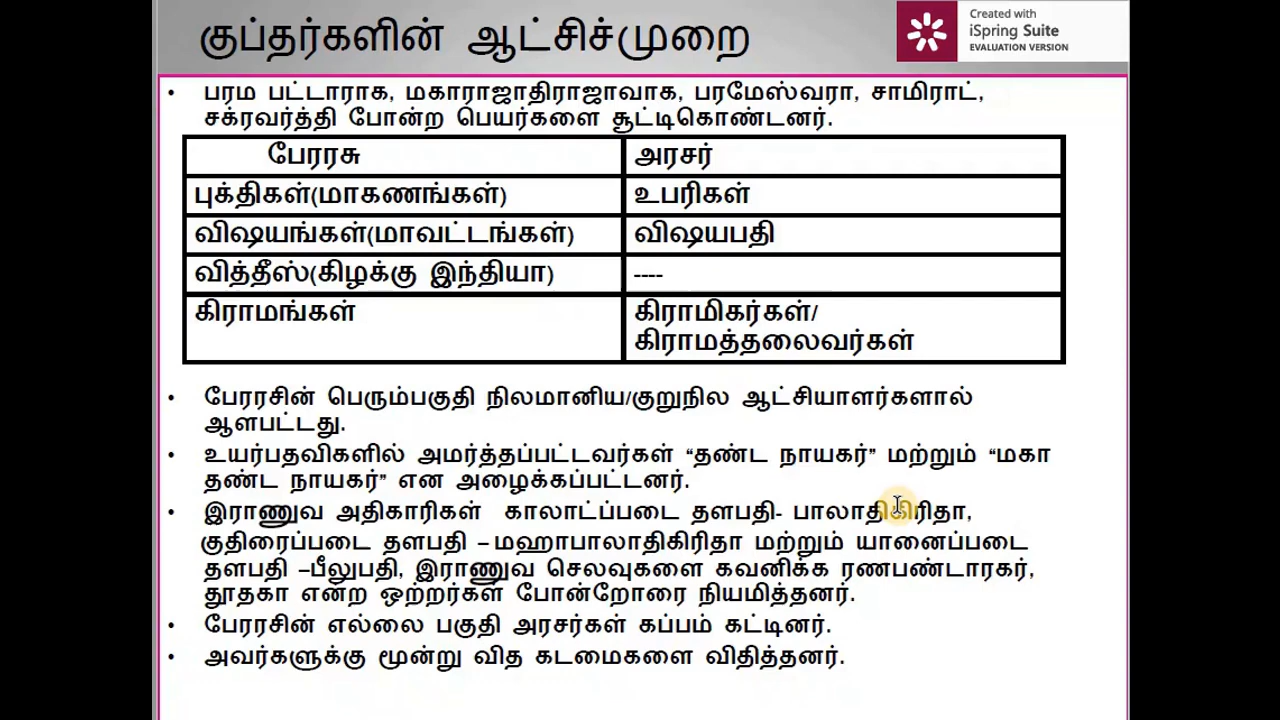 குப்தர்களின் ஆட்சிச்முறை
Created with
iSpring Suite
EVALUATION VERSION
• பரம பட்டாராக, மகாராஜாதிராஜாவாக, பரமேஸ்வரா, சாமிராட்,
சக்ரவர்த்தி போன்ற பெயர்களை சூட்டிகொண்டனர்.
பேரரசு அரசர்
புக்திகள்(மாகணங்கள்) உபரிகள்
விஷயங்கள்(மாவட்டங்கள்) விஷயபதி
வித்தீஸ்(கிழக்கு இந்தியா) ----
கிராமங்கள் கிராமிகர்கள்/
கிராமத்தலைவர்கள்
• பேரரசின் பெரும்பகுதி நிலமானிய/குறுநில ஆட்சியாளர்களால்
ஆளபட்டது.
• உயர்பதவிகளில் அமர்த்தப்பட்டவர்கள் “தண்ட நாயகர்” மற்றும் “மகா
தண்ட நாயகர்” என அழைக்கப்பட்டனர்.
• இராணுவ அதிகாரிகள் காலாட்ப்படை தளபதி- பாலாதிகிரிதா,
குதிரைப்படை தளபதி –மஹாபாலாதிகிரிதா மற்றும் யானைப்படை
தளபதி –பீலுபதி, இராணுவ செலவுகளை கவனிக்க ரணபண்டாரகர்,
தூதகா என்ற ஒற்றர்கள் போன்றோரை நியமித்தனர்.
• பேரரசின் எல்லை பகுதி அரசர்கள் கப்பம் கட்டினர்.
• அவர்களுக்கு மூன்று வித கடமைகளை விதித்தனர்.